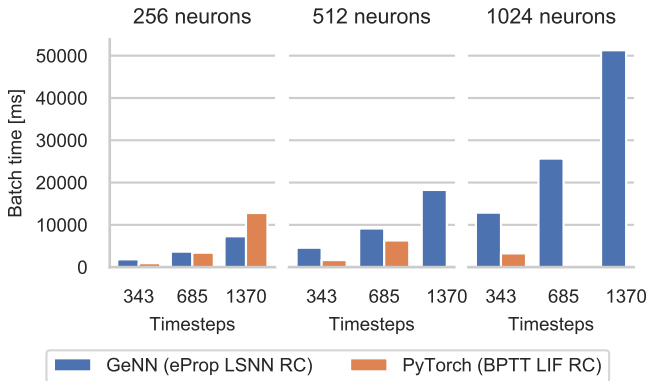 256 neurons 512 neurons 1024 neurons
Batch time [ms]
50000
40000
30000
20000
10000
0
343 685 1370 343 685 1370 343 685 1370
Timesteps Timesteps Timesteps
GeNN (eProp LSNN RC) PyTorch (BPTT LIF RC)